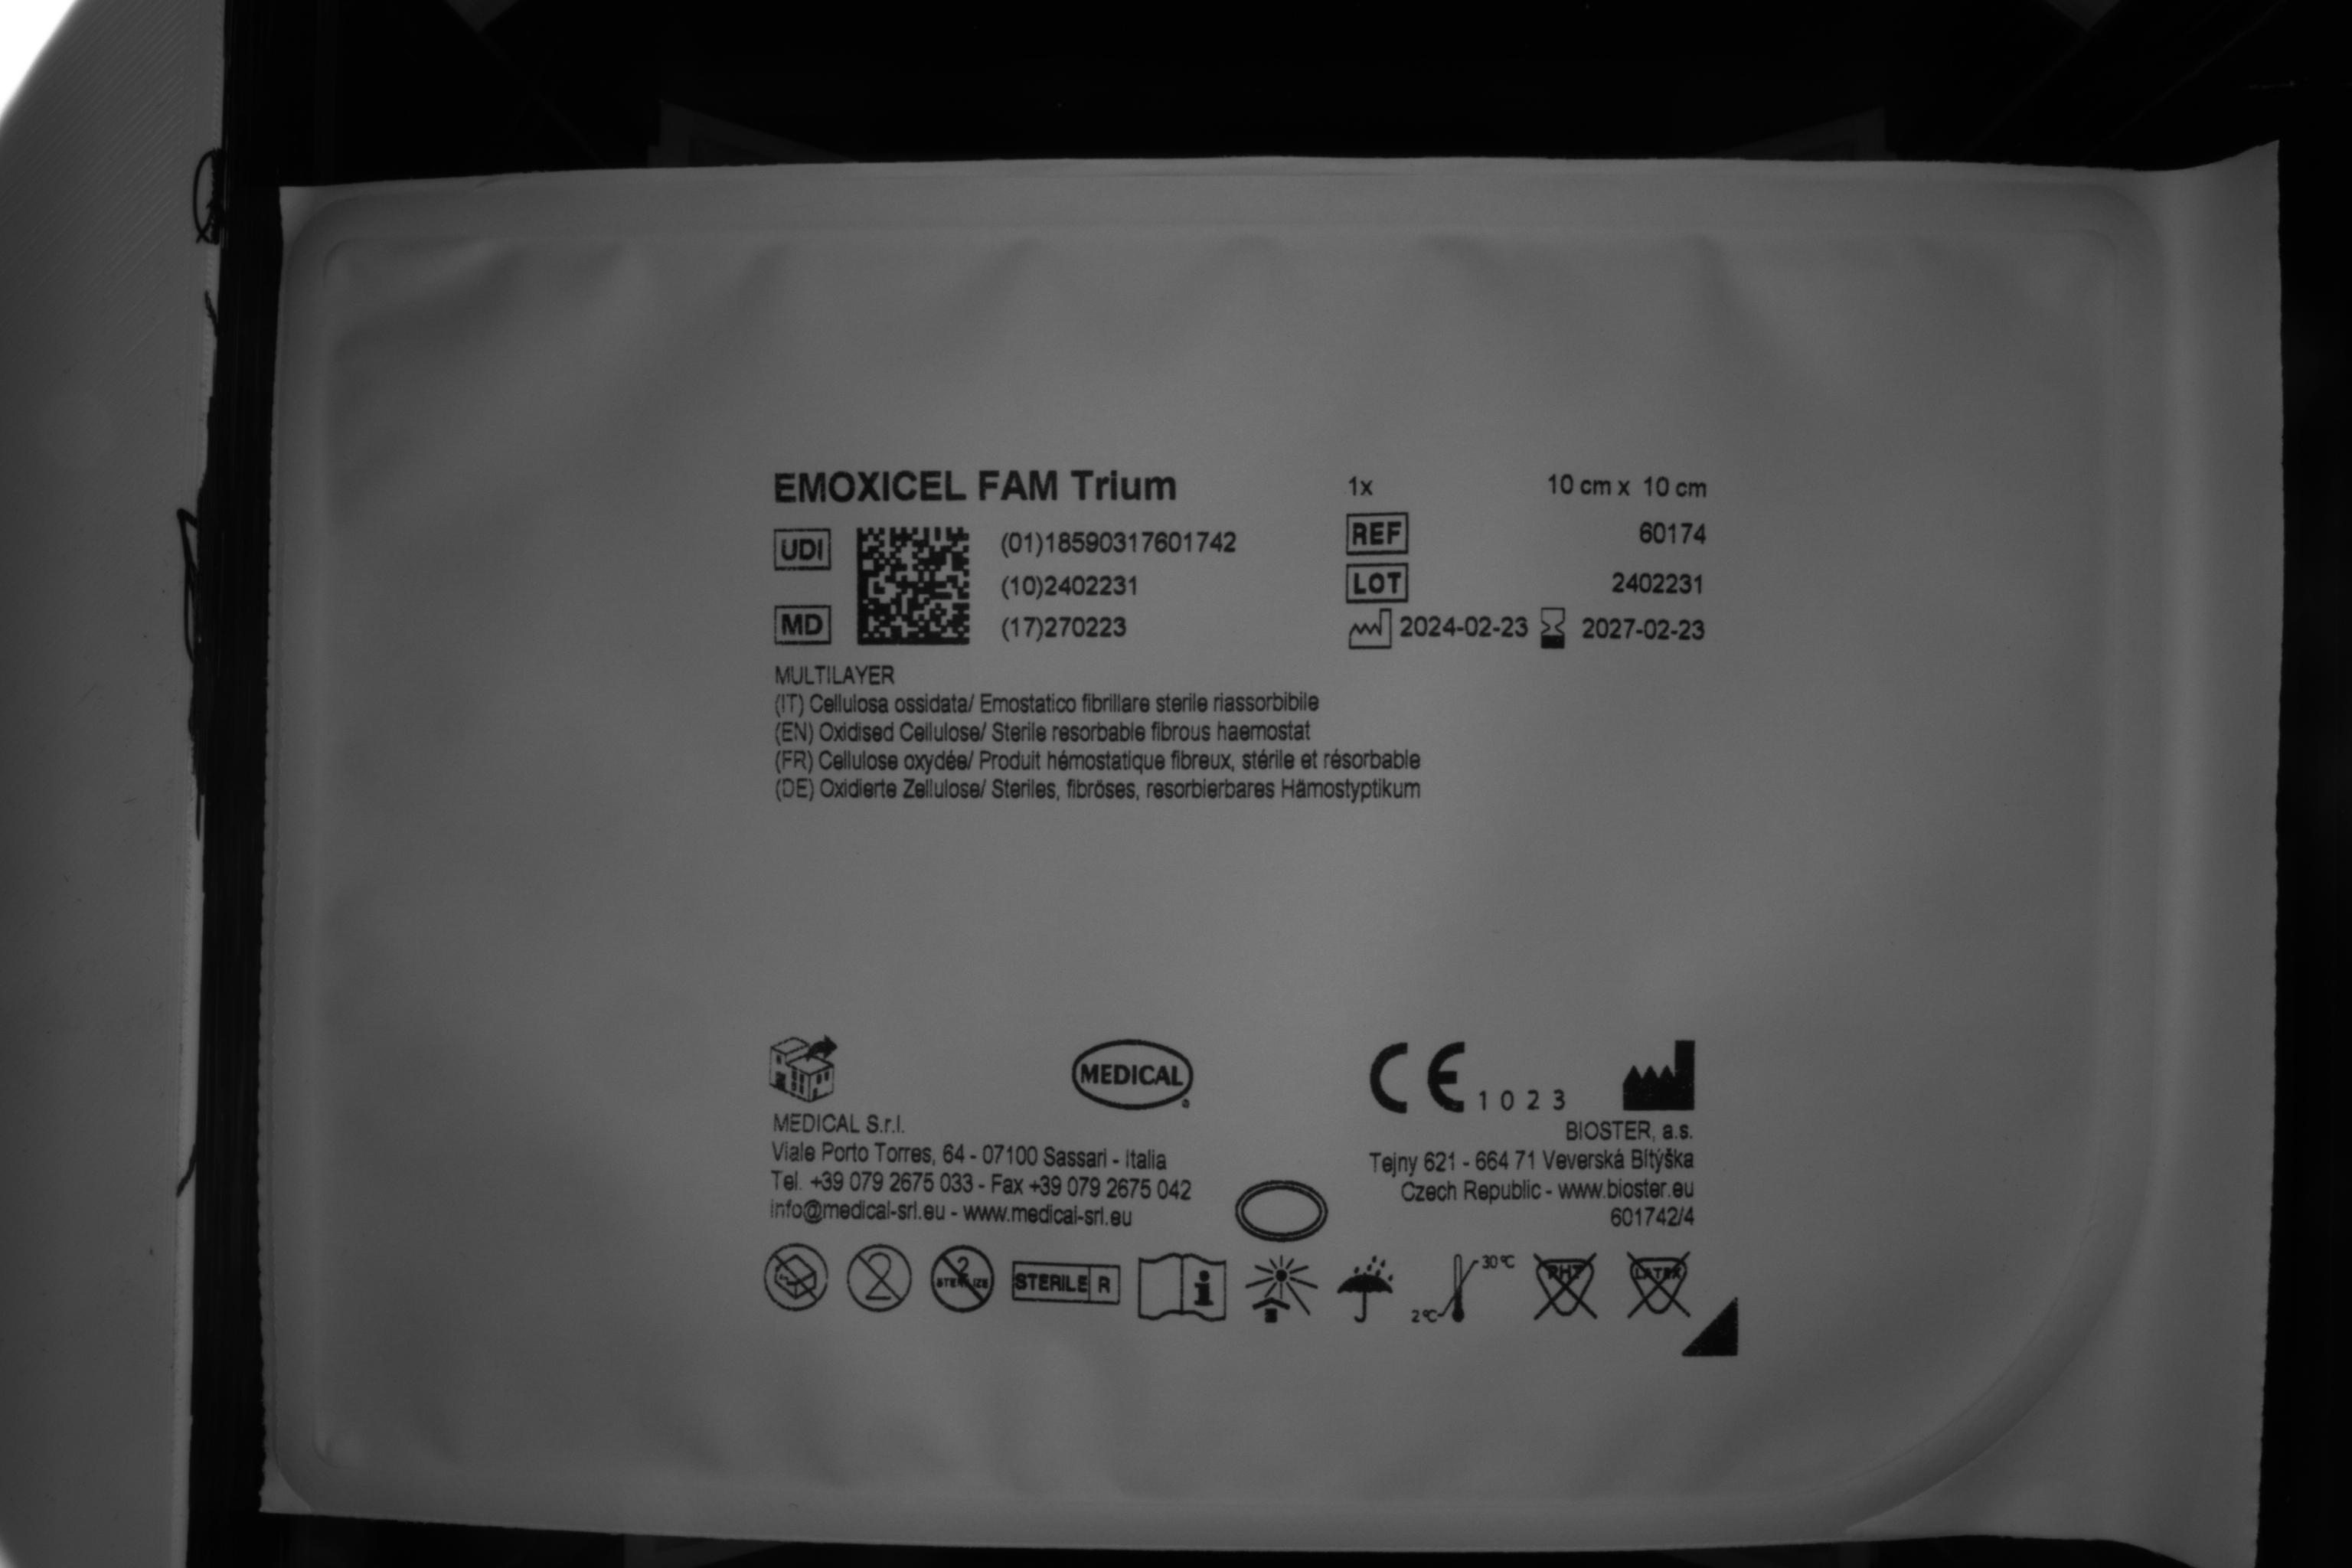 EMOXICEL FAM Trium
1x 10 cm x 10 cm
UDI
(01)18590317601742
(10)2402231
(17)270223
MD
REF 60174
LOT 2402231
2024-02-23 2027-02-23
MULTILAYER
(IT) Cellulosa ossidata/ Emostatico fibrillare sterile riassorbibile
(EN) Oxidised Cellulose/ Sterile resorbable fibrous haemostat
(FR) Cellulose oxydée/ Produit hémostatique fibreux, stérile et résorbable
(DE) Oxidierte Zellulose/ Steriles, fibröses, resorbierbares Hämostyptikum
MEDICAL
CE 1023
MEDICAL S.r.l.
Viale Porto Torres, 64 - 07100 Sassari - Italia
Tel. +39 079 2675 033 - Fax +39 079 2675 042
info@medical-srl.eu - www.medical-srl.eu
BIOSTER, a.s.
Tejny 621 - 664 71 Veverská Bítýška
Czech Republic - www.bioster.eu
601742/4
2
2 STERILIZE
STERILE R
i
2°C 30°C
PHT
LATEX